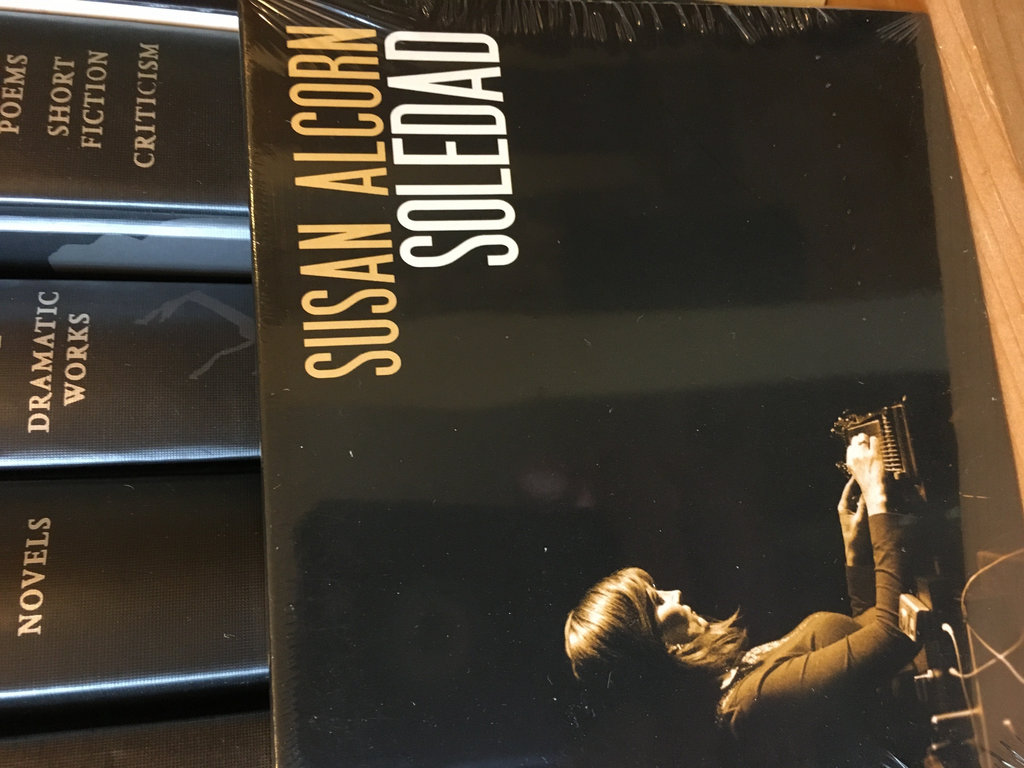 SUSAN ALCORN
SOLEDAD
POEMS
SHORT
FICTION
CRITICISM
DRAMATIC
WORKS
NOVELS